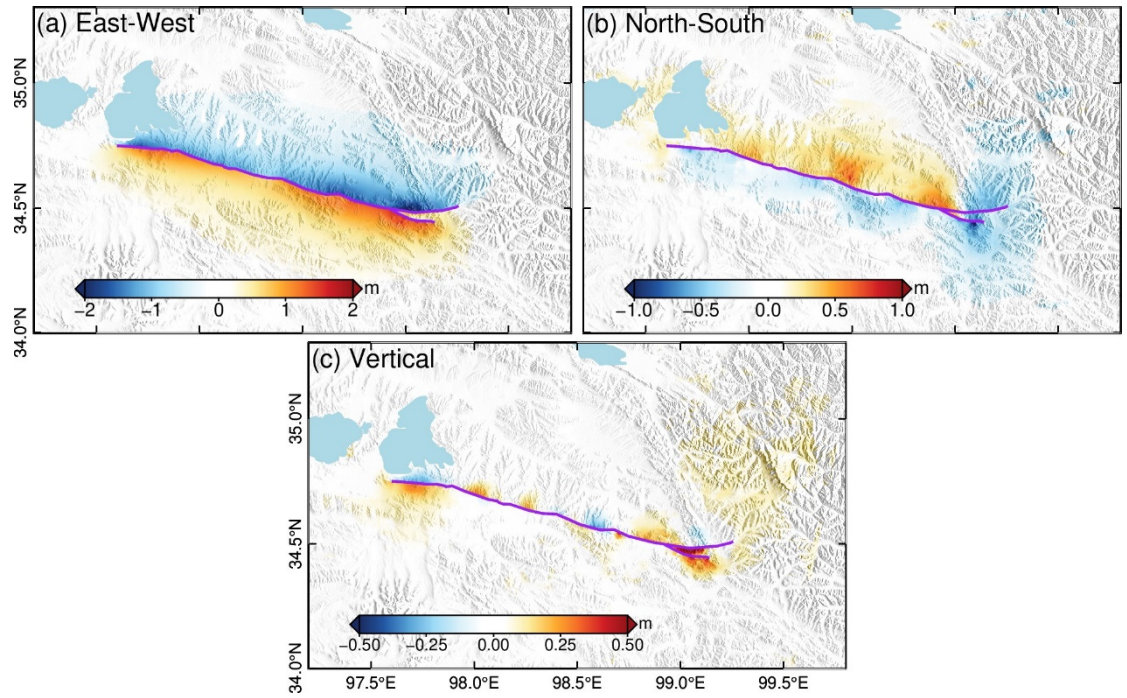 (a) East-West
35.0°N
34.5°N
34.0°N
−2 −1 0 1 2 m
(b) North-South
−1.0 −0.5 0.0 0.5 1.0 m
(c) Vertical
35.0°N
34.5°N
34.0°N
−0.50 −0.25 0.00 0.25 0.50 m
97.5°E 98.0°E 98.5°E 99.0°E 99.5°E